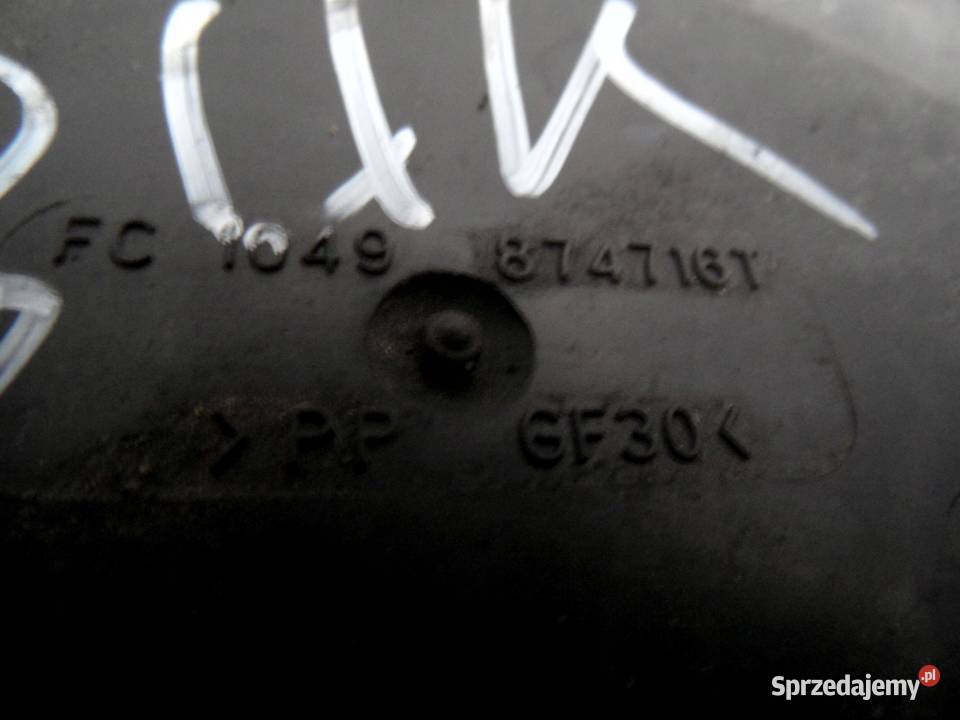 FC 1049 8747161
>PP GF30<
Sprzedajemy.pl